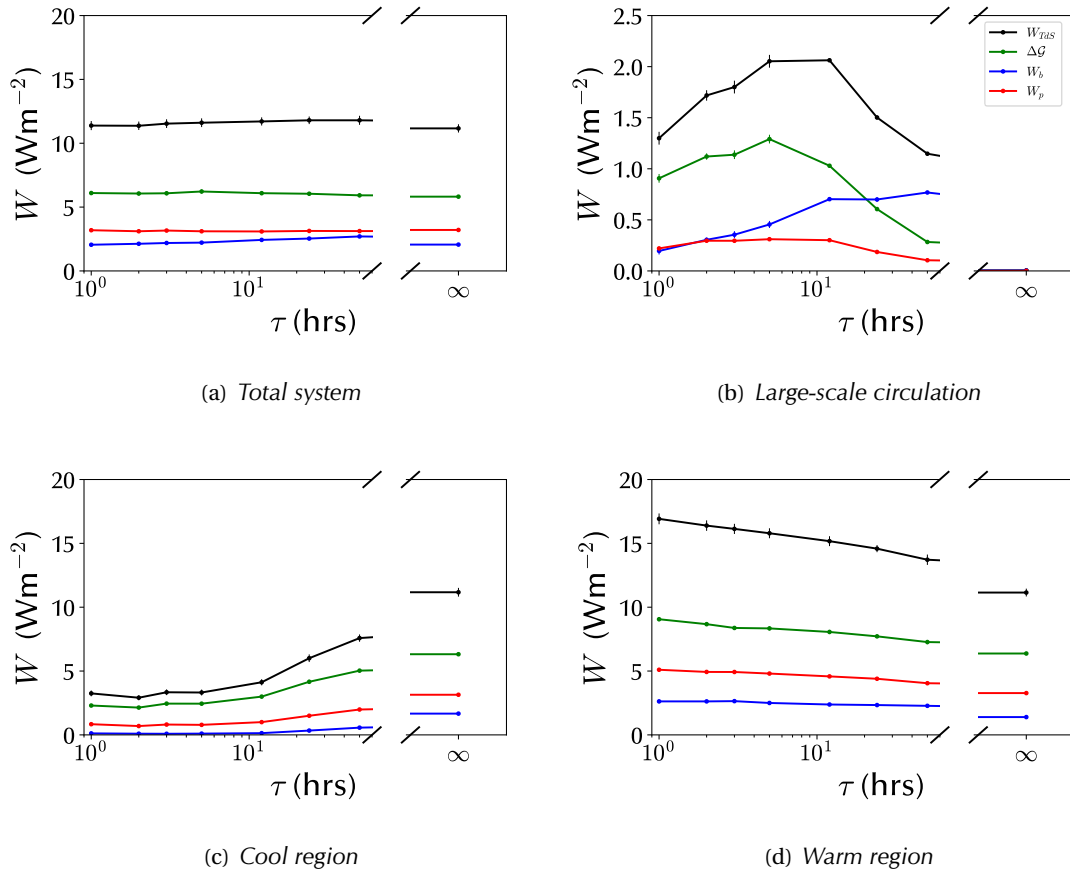 20
15
10
5
0
W (Wm⁻²)
10⁰
10¹
∞
τ (hrs)
(a) Total system
2.5
2.0
1.5
1.0
0.5
0.0
W (Wm⁻²)
10⁰
10¹
∞
τ (hrs)
W_{TdS}
Δ𝒢
W_b
W_p
(b) Large-scale circulation
20
15
10
5
0
W (Wm⁻²)
10⁰
10¹
∞
τ (hrs)
(c) Cool region
20
15
10
5
0
W (Wm⁻²)
10⁰
10¹
∞
τ (hrs)
(d) Warm region